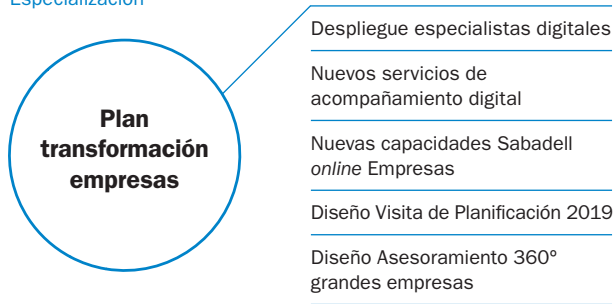 Especialización
Despliegue especialistas digitales
Nuevos servicios de
acompañamiento digital
Plan
transformación
empresas
Nuevas capacidades Sabadell
online Empresas
Diseño Visita de Planificación 2019
Diseño Asesoramiento 360º
grandes empresas